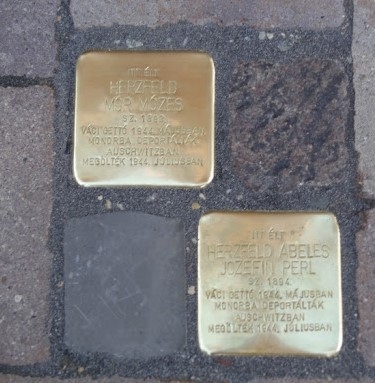 ITT ÉLT
HERZFELD
MÓR MÓZES
SZ.
VÁCI GETTÓ 1944. MÁJUSBAN
MONORRA DEPORTÁLTÁK
AUSCHWITZBAN
MEGÖLTÉK 1944. JÚLIUSBAN
ITT ÉLT
HERZFELD ÁBELES
JOZEFIN PERL
SZ. 1894
VÁCI GETTÓ 1944. MÁJUSBAN
MONORRA DEPORTÁLTÁK
AUSCHWITZBAN
MEGÖLTÉK 1944. JÚLIUSBAN